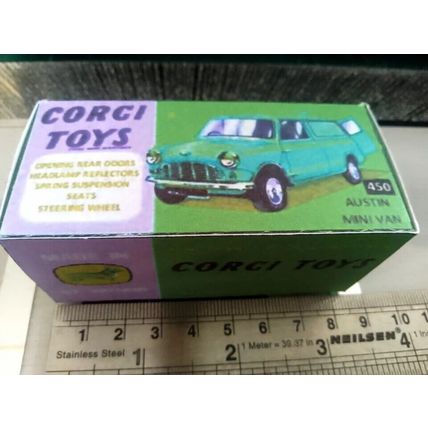 CORGI
TOYS
OPENING REAR DOORS
HEADLAMP REFLECTORS
SPRING SUSPENSION
SEATS
STEERING WHEEL
450
AUSTIN
MINI VAN
CORGI TOYS
1 2 3 4 5 6 7 8 9 10
Stainless Steel 1 2 1 Meter = 39.37 in 3 NEILSEN 4